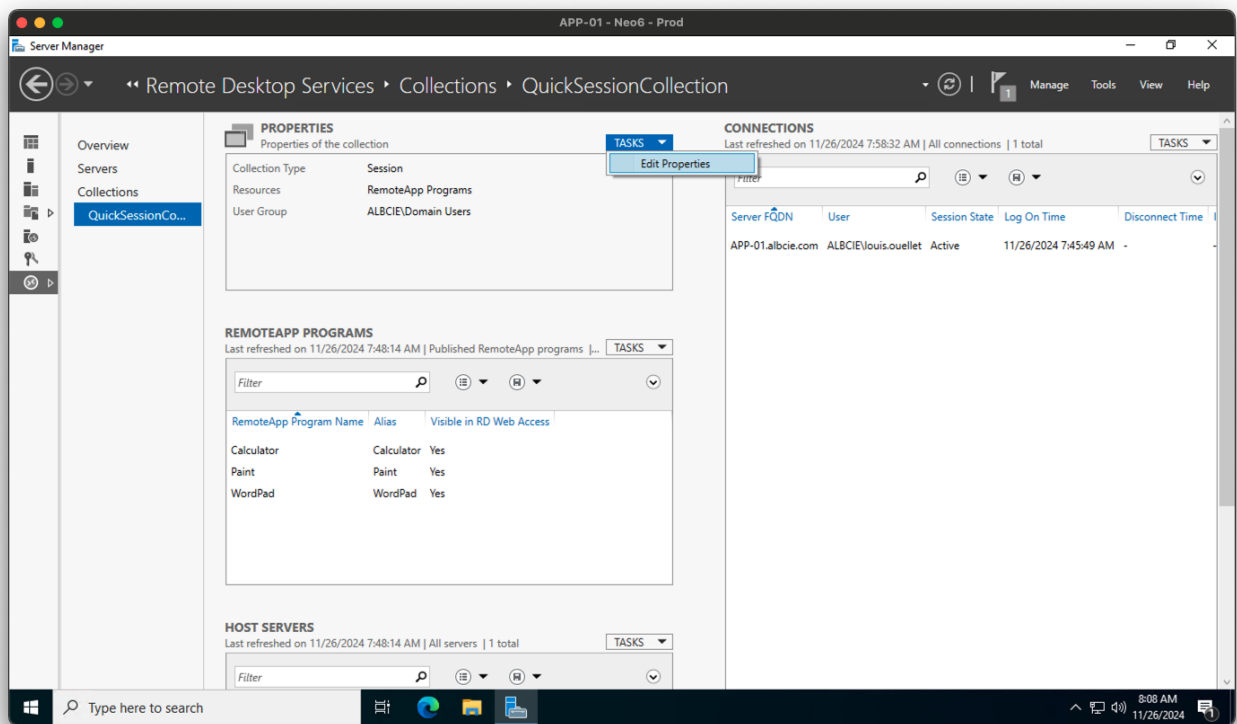 APP-01 - Neo6 - Prod
Server Manager
Remote Desktop Services Collections QuickSessionCollection
1
Manage Tools View Help
Overview
Servers
Collections
QuickSessionCo...
PROPERTIES
Properties of the collection
TASKS
Edit Properties
Collection Type Session
Resources RemoteApp Programs
User Group ALBCIE\Domain Users
REMOTEAPP PROGRAMS
Last refreshed on 11/26/2024 7:48:14 AM | Published RemoteApp programs |...
TASKS
Filter
RemoteApp Program Name Alias Visible in RD Web Access
Calculator Calculator Yes
Paint Paint Yes
WordPad WordPad Yes
HOST SERVERS
Last refreshed on 11/26/2024 7:48:14 AM | All servers | 1 total
TASKS
Filter
CONNECTIONS
Last refreshed on 11/26/2024 7:58:32 AM | All connections | 1 total
TASKS
Filter
Server FQDN User Session State Log On Time Disconnect Time
APP-01.albcie.com ALBCIE\louis.ouellet Active 11/26/2024 7:45:49 AM - -
Type here to search
8:08 AM
11/26/2024
1